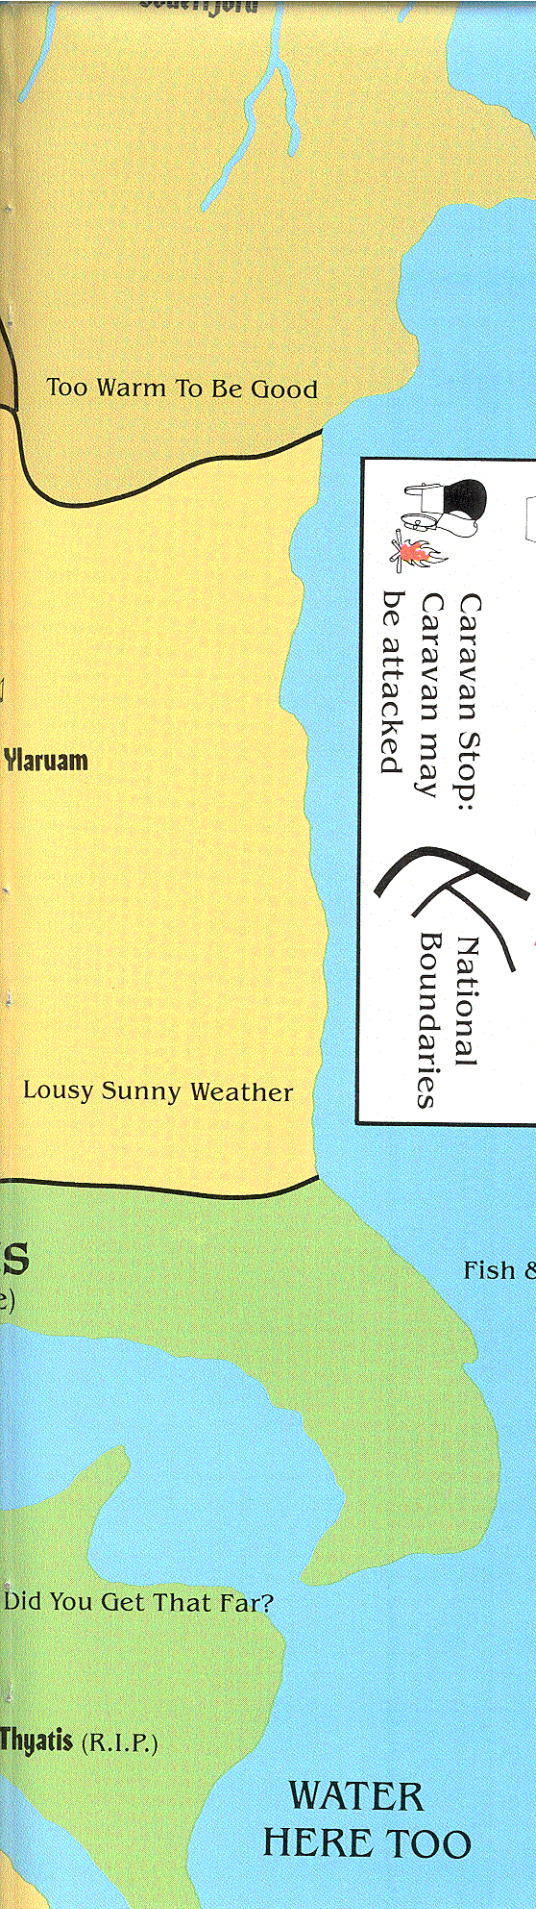 Too Warm To Be Good
Caravan Stop:
Caravan may
be attacked
Ylaruam
National
Boundaries
Lousy Sunny Weather
s
e)
Fish &
Did You Get That Far?
Thyatis (R.I.P.)
WATER
HERE TOO